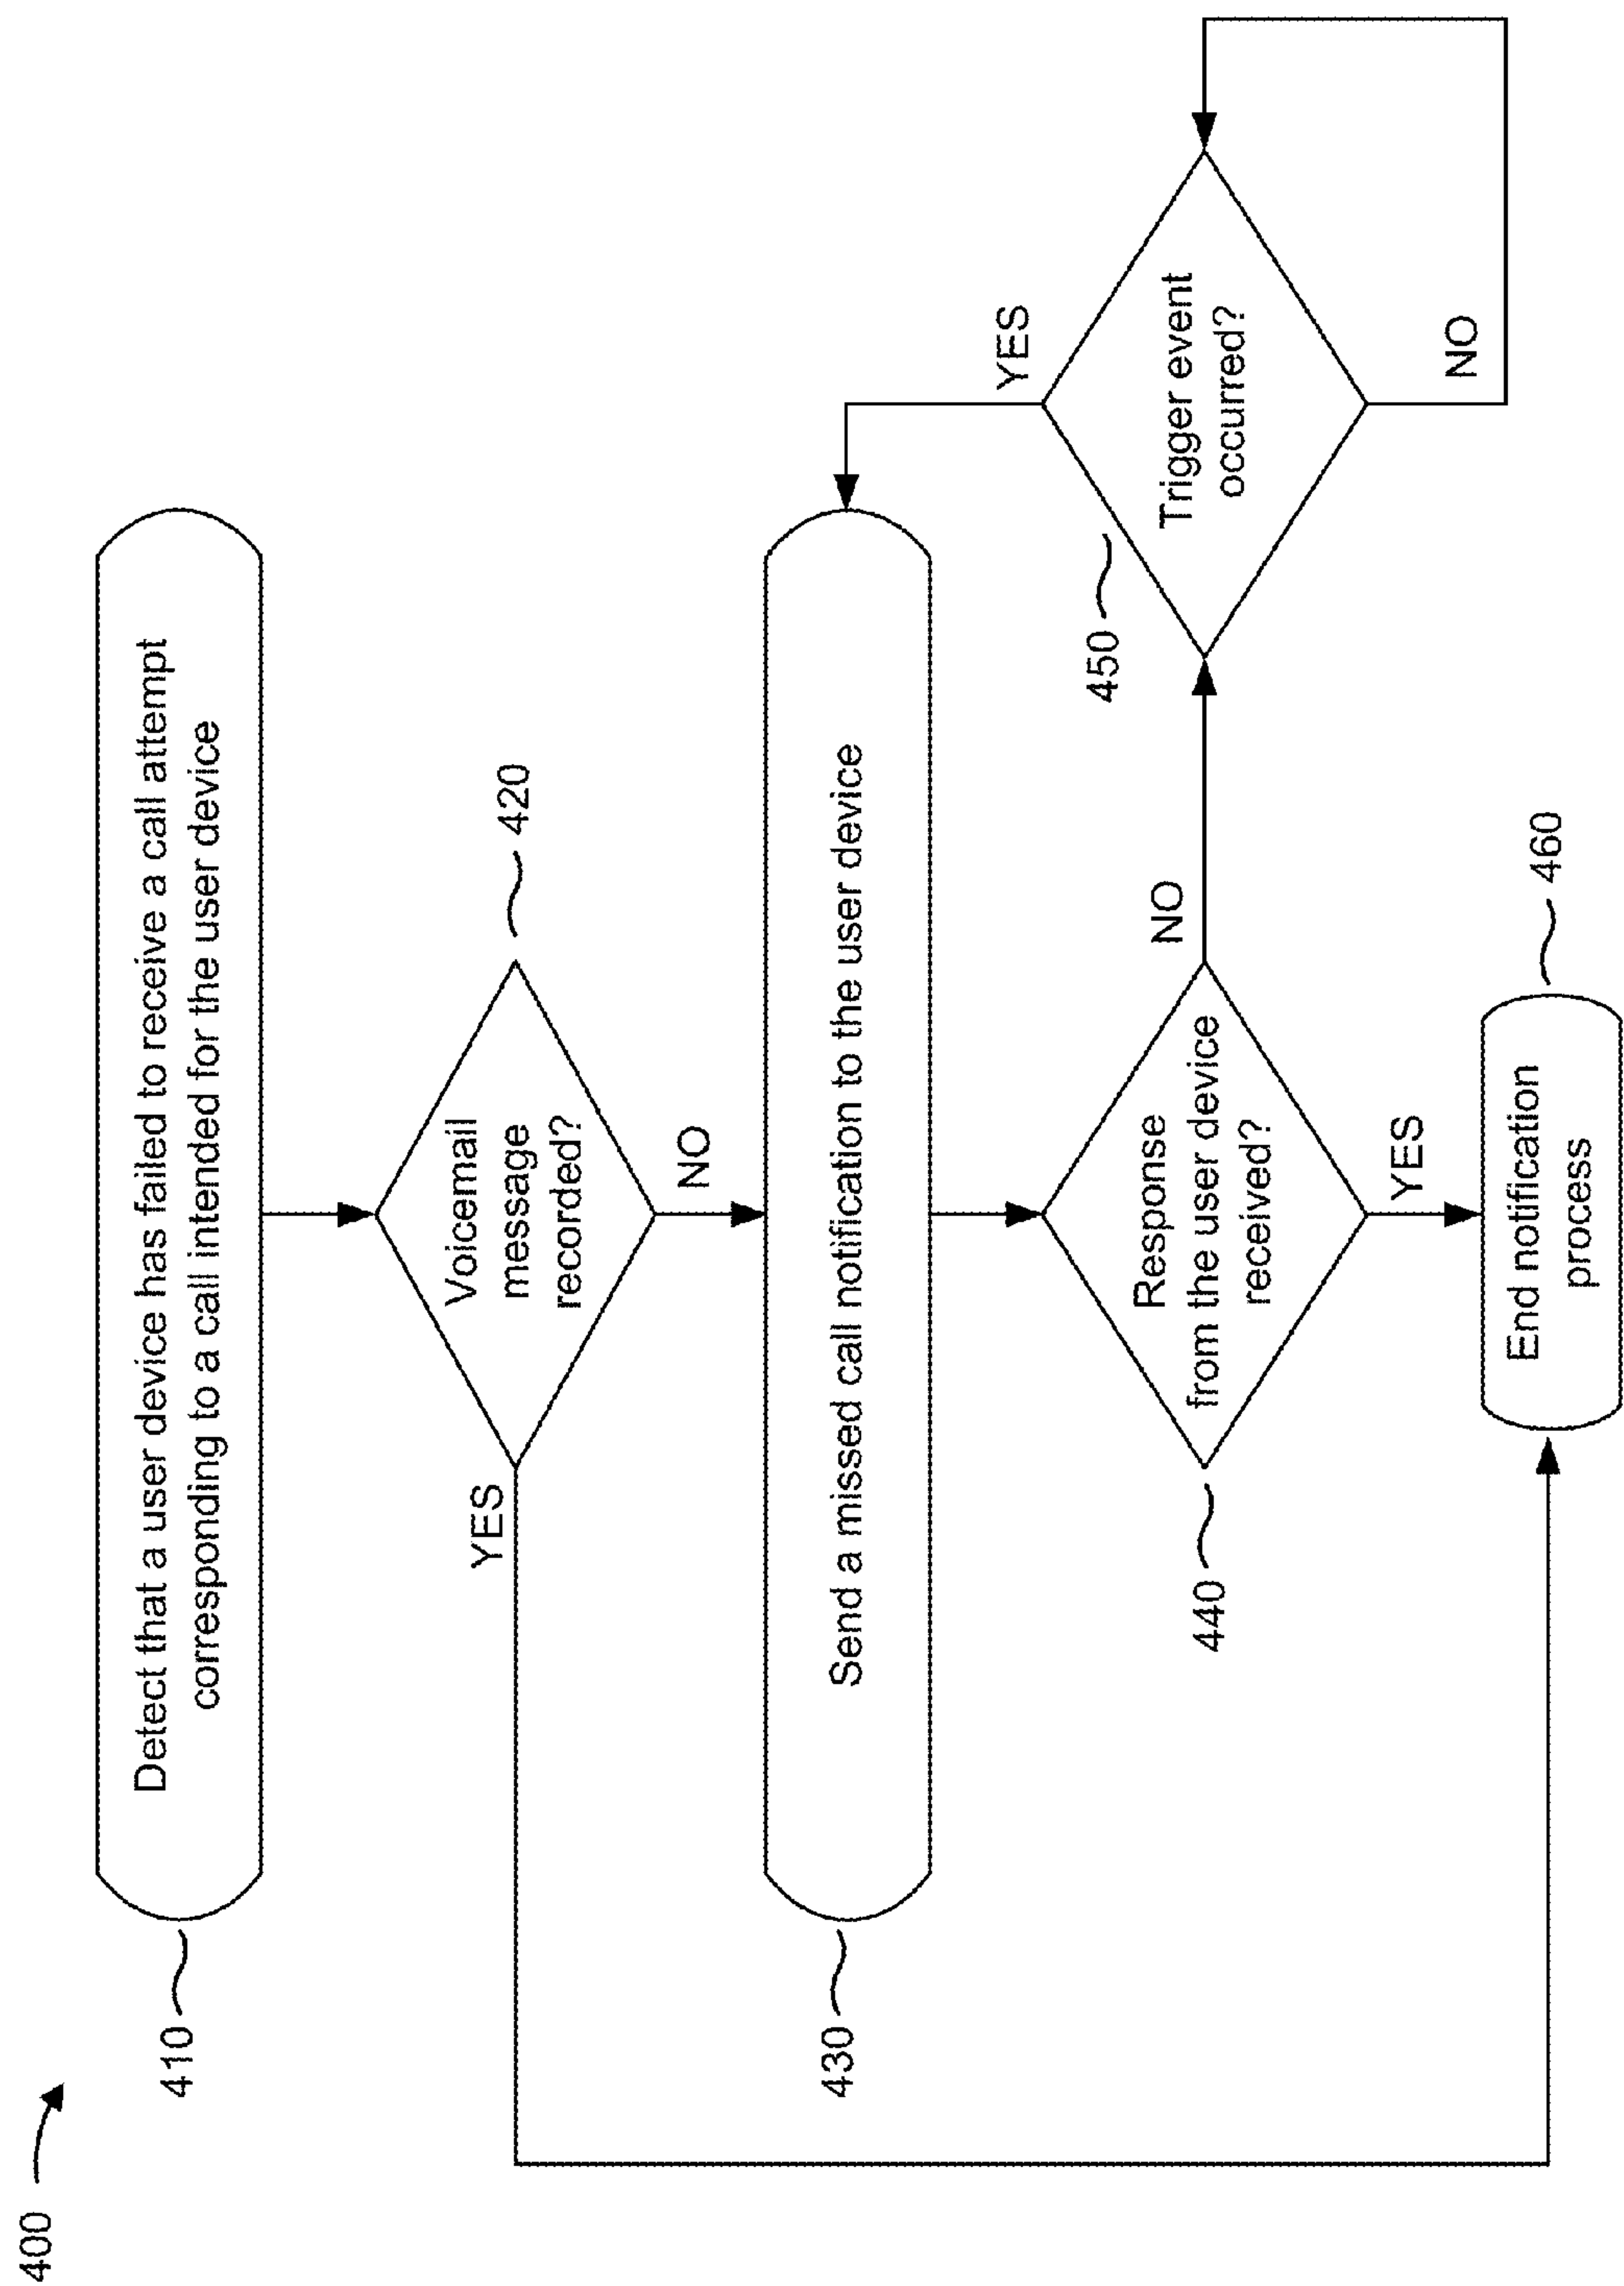 400
410
Detect that a user device has failed to receive a call attempt
corresponding to a call intended for the user device
420
Voicemail
message
recorded?
YES
NO
430
Send a missed call notification to the user device
440
Response
from the user device
received?
NO
YES
450
Trigger event
occurred?
YES
NO
460
End notification
process